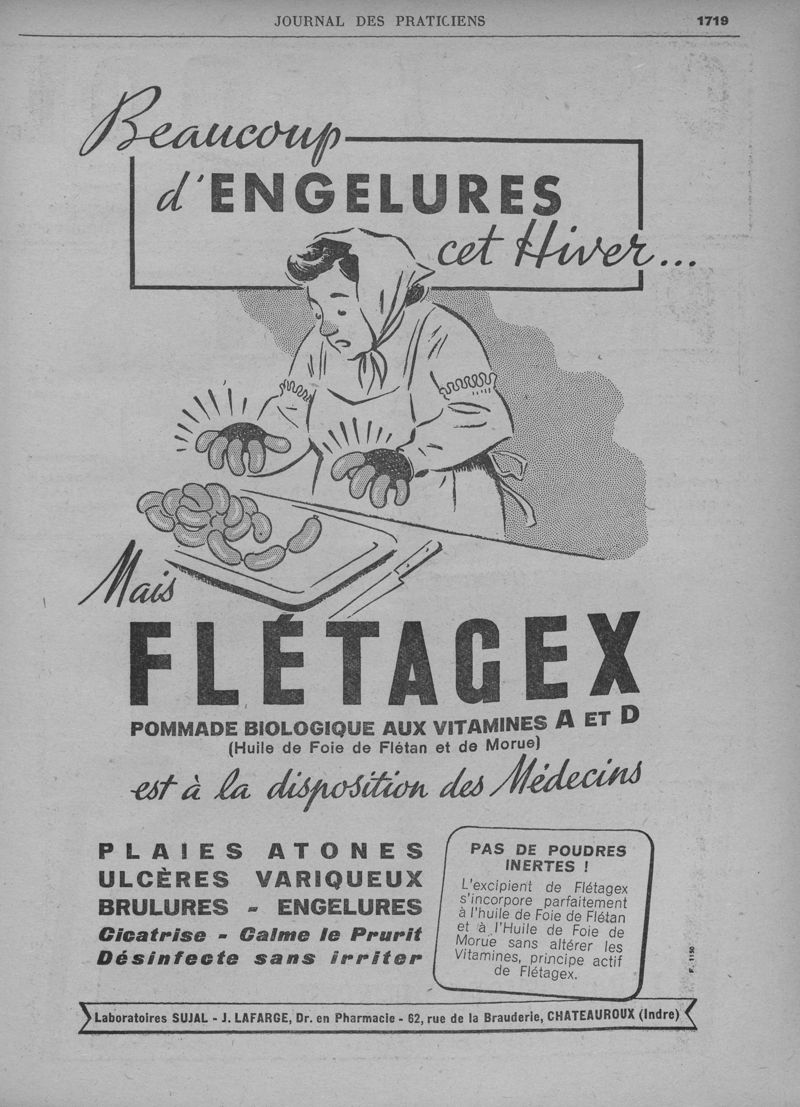 JOURNAL DES PRATICIENS
1719
Beaucoup
d'ENGELURES
cet Hiver...
Mais
FLÉTAGEX
POMMADE BIOLOGIQUE AUX VITAMINES A ET D
(Huile de Foie de Flétan et de Morue)
est à la disposition des Médecins
PLAIES ATONES
ULCÈRES VARIQUEUX
BRULURES - ENGELURES
Cicatrise - Calme le Prurit
Désinfecte sans irriter
PAS DE POUDRES
INERTES !
L'excipient de Flétagex
s'incorpore parfaitement
à l'huile de Foie de Flétan
et à l'Huile de Foie de
Morue sans altérer les
Vitamines, principe actif
de Flétagex.
F. 1150
Laboratoires SUJAL - J. LAFARGE, Dr. en Pharmacie - 62, rue de la Brauderie, CHATEAUROUX (Indre)